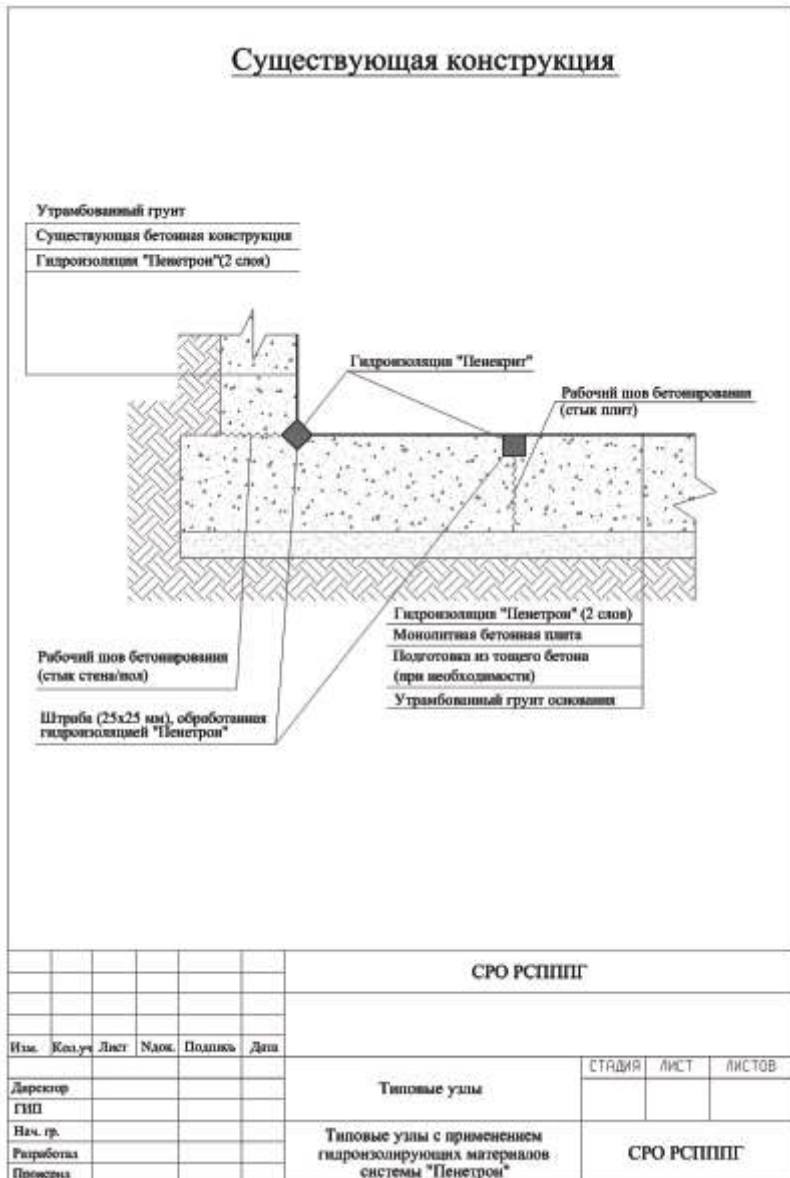 Существующая конструкция
Утрамбованный грунт
Существующая бетонная конструкция
Гидроизоляция "Пенетрон"(2 слоя)
Гидроизоляция "Пенекрит"
Рабочий шов бетонирования
(стык плит)
Гидроизоляция "Пенетрон" (2 слоя)
Монолитная бетонная плита
Подготовка из тощего бетона
(при необходимости)
Утрамбованный грунт основания
Рабочий шов бетонирования
(стык стена/пол)
Штраба (25х25 мм), обработанная
гидроизоляцией "Пенетрон"
СРО РСПППГ
Изм. Кол.уч Лист Nдок. Подпись Дата
СТАДИЯ ЛИСТ ЛИСТОВ
Директор
Типовые узлы
ГИП
Нач. гр.
Разработал
Проверил
Типовые узлы с применением
гидроизолирующих материалов
системы "Пенетрон"
СРО РСПППГ